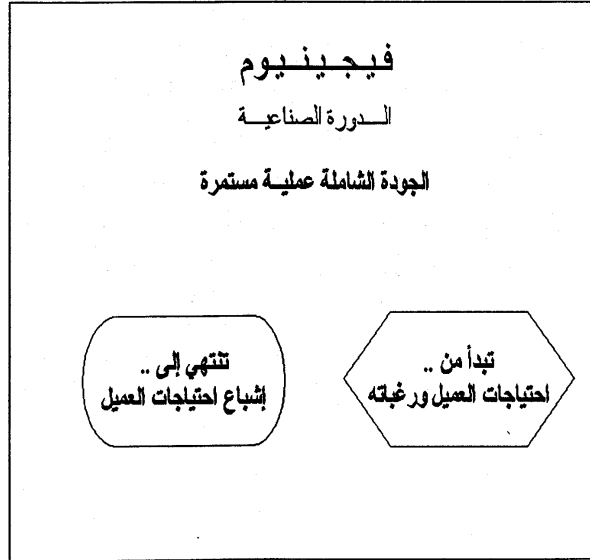 فيجينيوم
الدورة الصناعية
الجودة الشاملة عملية مستمرة
تبدأ من ..
احتياجات العميل ورغباته
تنتهي إلى ..
إشباع احتياجات العميل